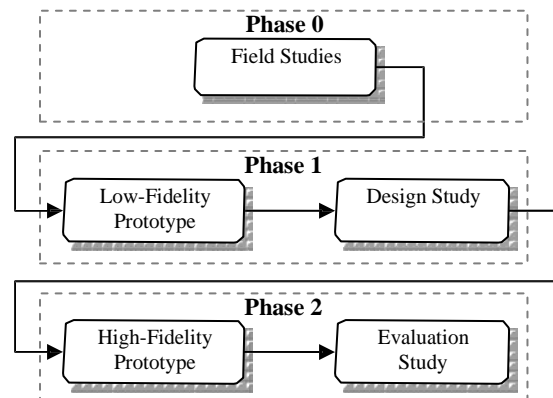 Phase 0
Field Studies
Phase 1
Low-Fidelity
Prototype
Design Study
Phase 2
High-Fidelity
Prototype
Evaluation
Study